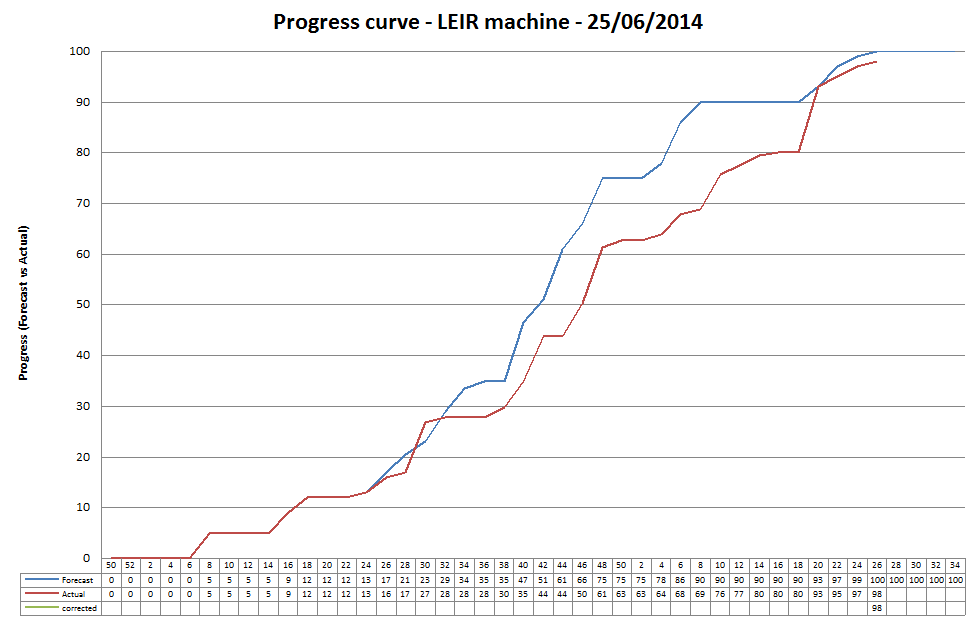 Progress curve - LEIR machine - 25/06/2014
Progress (Forecast vs Actual)
100
90
80
70
60
50
40
30
20
10
0
50 52 2 4 6 8 10 12 14 16 18 20 22 24 26 28 30 32 34 36 38 40 42 44 46 48 50 2 4 6 8 10 12 14 16 18 20 22 24 26 28 30 32 34
Forecast 0 0 0 0 0 5 5 5 5 9 12 12 12 13 17 21 23 29 34 35 35 47 51 61 66 75 75 75 78 86 90 90 90 90 90 90 93 97 99 100 100 100 100 100
Actual 0 0 0 0 0 5 5 5 5 9 12 12 12 13 16 17 27 28 28 28 30 35 44 44 50 61 63 63 64 68 69 76 77 80 80 80 93 95 97 98
corrected 98